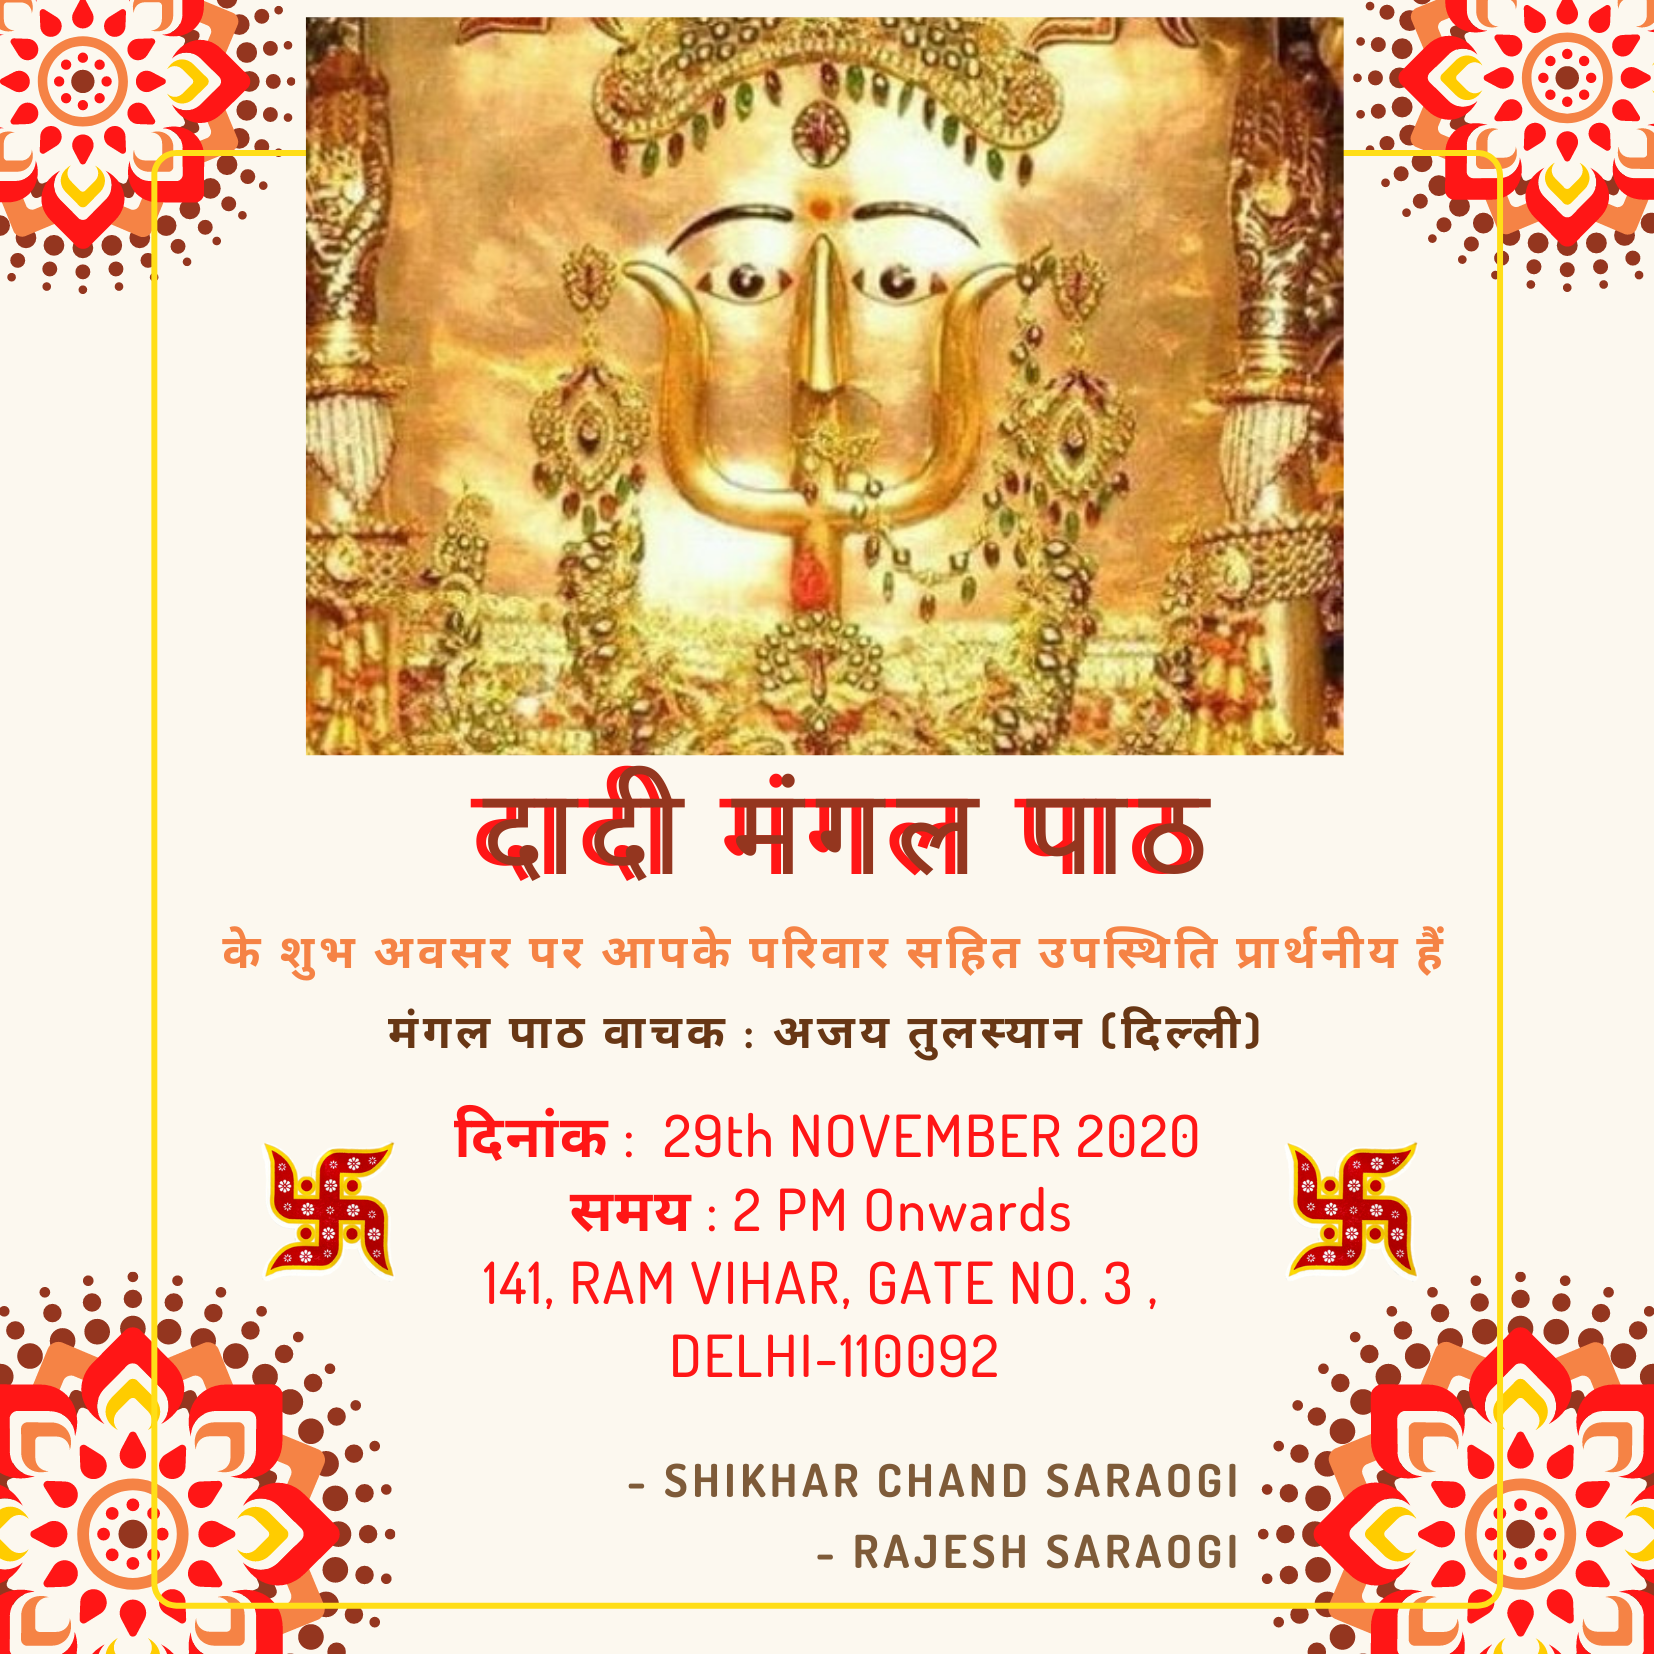 दादी मंगल पाठ
के शुभ अवसर पर आपके परिवार सहित उपस्थिति प्रार्थनीय हैं
मंगल पाठ वाचक : अजय तुलस्यान (दिल्ली)
दिनांक : 29th NOVEMBER 2020
समय : 2 PM Onwards
141, RAM VIHAR, GATE NO. 3 ,
DELHI-110092
- SHIKHAR CHAND SARAOGI
- RAJESH SARAOGI